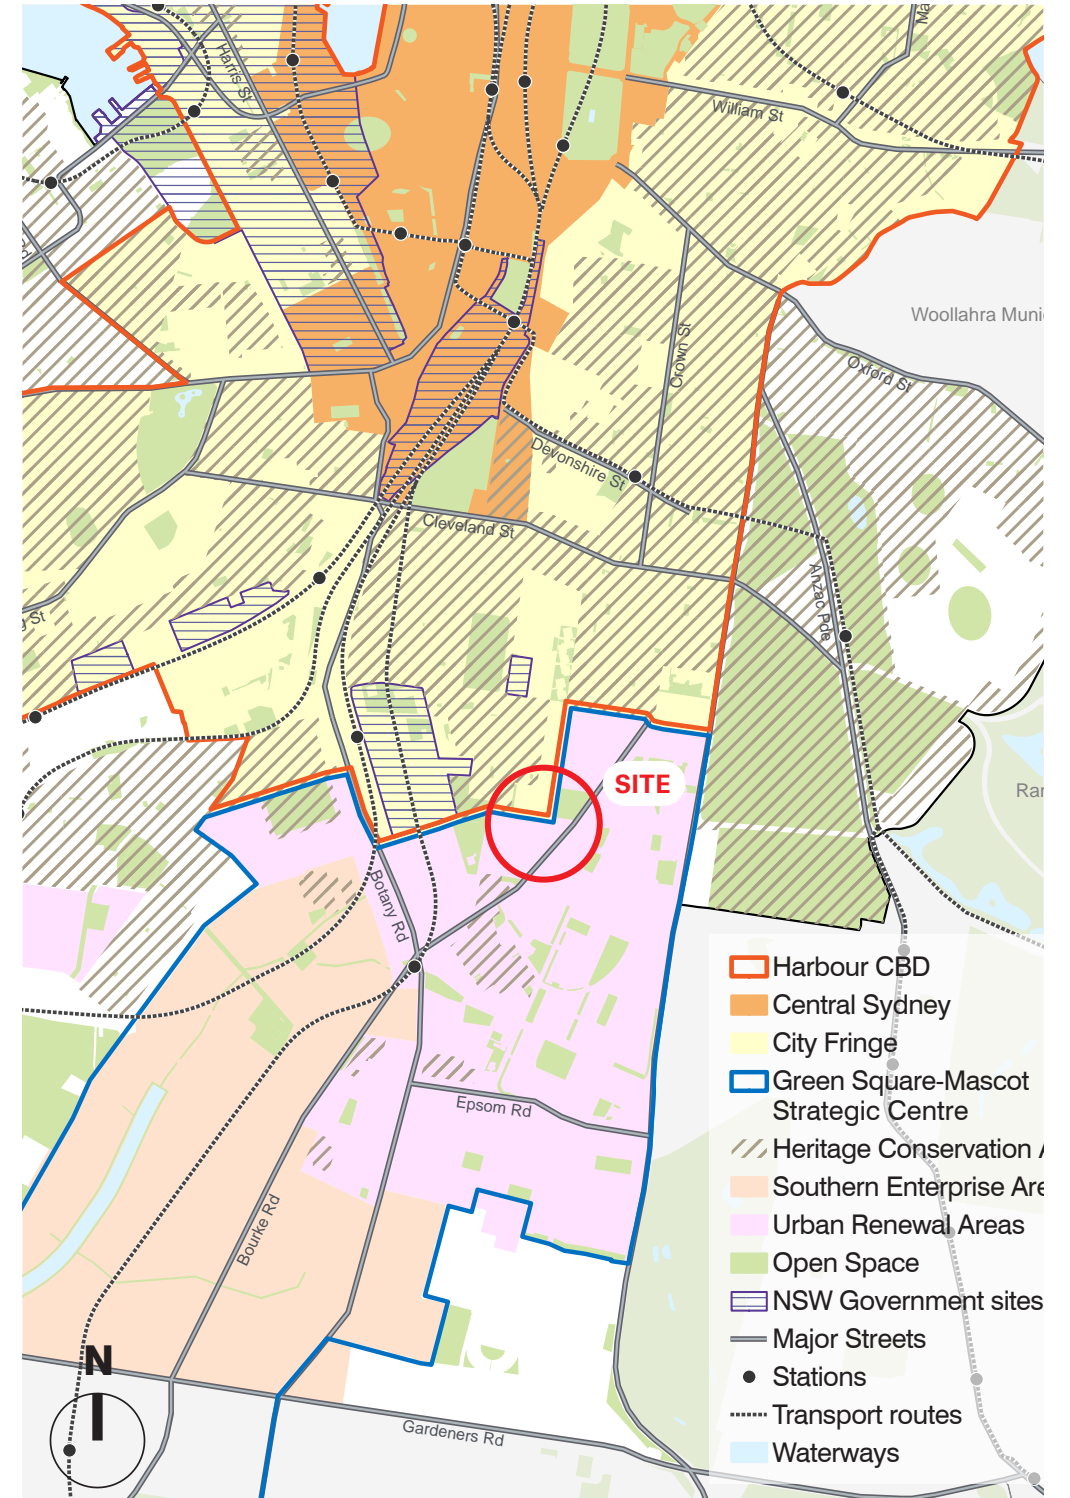 Harris St
William St
Woollahra Muni
Crown St
Oxford St
Devonshire St
Cleveland St
Anzac Pde
St
SITE
Ra
Botany Rd
Harbour CBD
Central Sydney
City Fringe
Green Square-Mascot
Strategic Centre
Heritage Conservation A
Southern Enterprise Are
Urban Renewal Areas
Open Space
NSW Government sites
Major Streets
Stations
Transport routes
Waterways
Epsom Rd
Bourke Rd
N
Gardeners Rd